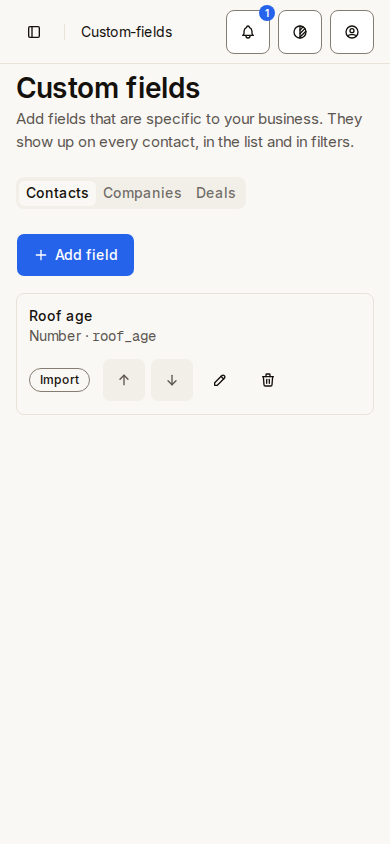 Custom-fields
1
Custom fields
Add fields that are specific to your business. They
show up on every contact, in the list and in filters.
Contacts Companies Deals
+ Add field
Roof age
Number · roof_age
Import